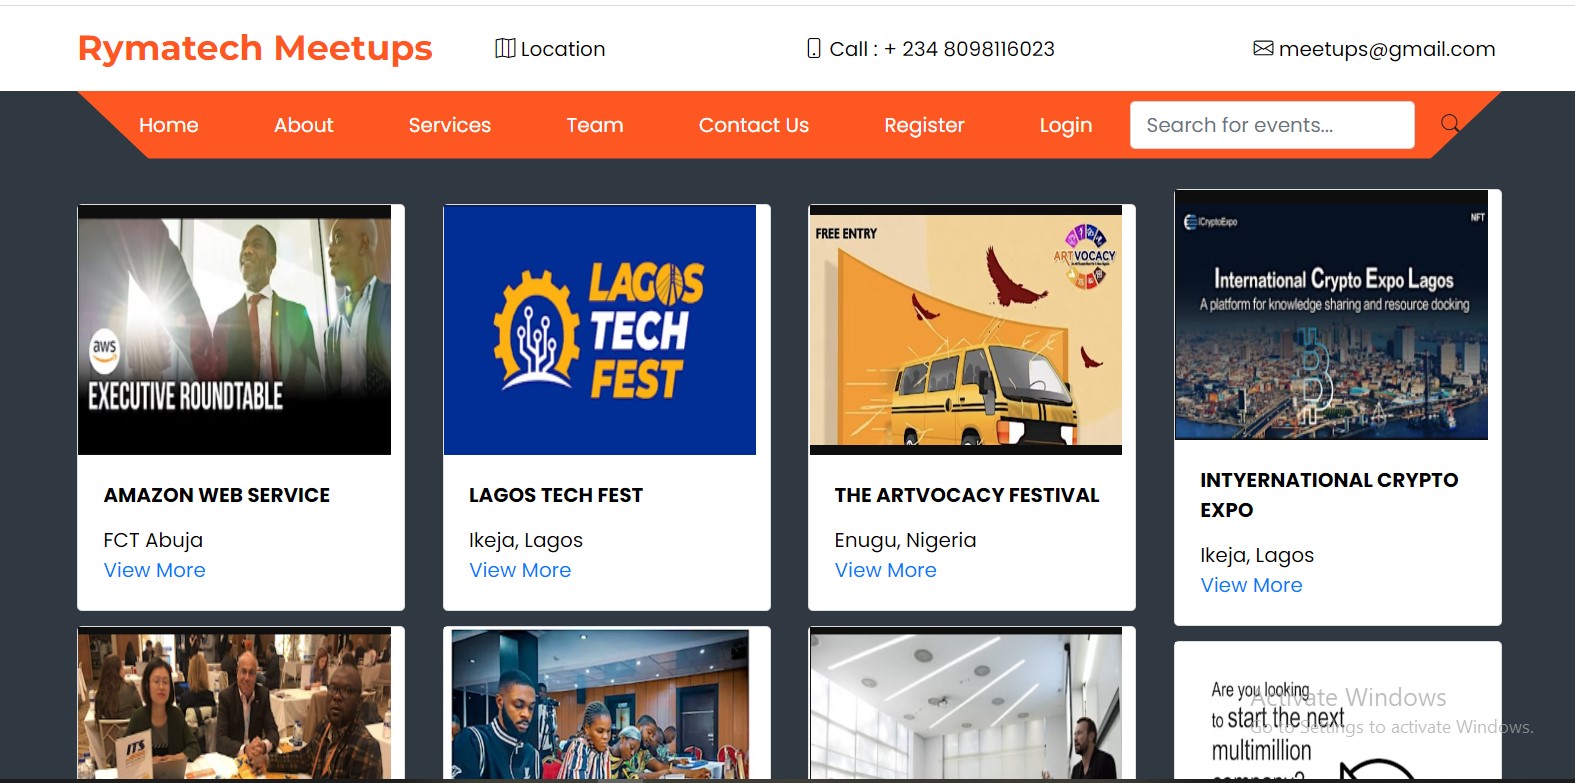 Rymatech Meetups
Location
Call : + 234 8098116023
meetups@gmail.com
Home
About
Services
Team
Contact Us
Register
Login
Search for events...
aws
EXECUTIVE ROUNDTABLE
AMAZON WEB SERVICE
FCT Abuja
View More
LAGOS
TECH
FEST
LAGOS TECH FEST
Ikeja, Lagos
View More
FREE ENTRY
ARTVOCACY
THE ARTVOCACY FESTIVAL
Enugu, Nigeria
View More
iCryptoExpo
NFT
International Crypto Expo Lagos
A platform for knowledge sharing and resource docking
INTYERNATIONAL CRYPTO
EXPO
Ikeja, Lagos
View More
ITS
Are you looking
to start the next
multimillion
company?
Activate Windows
Go to Settings to activate Windows.